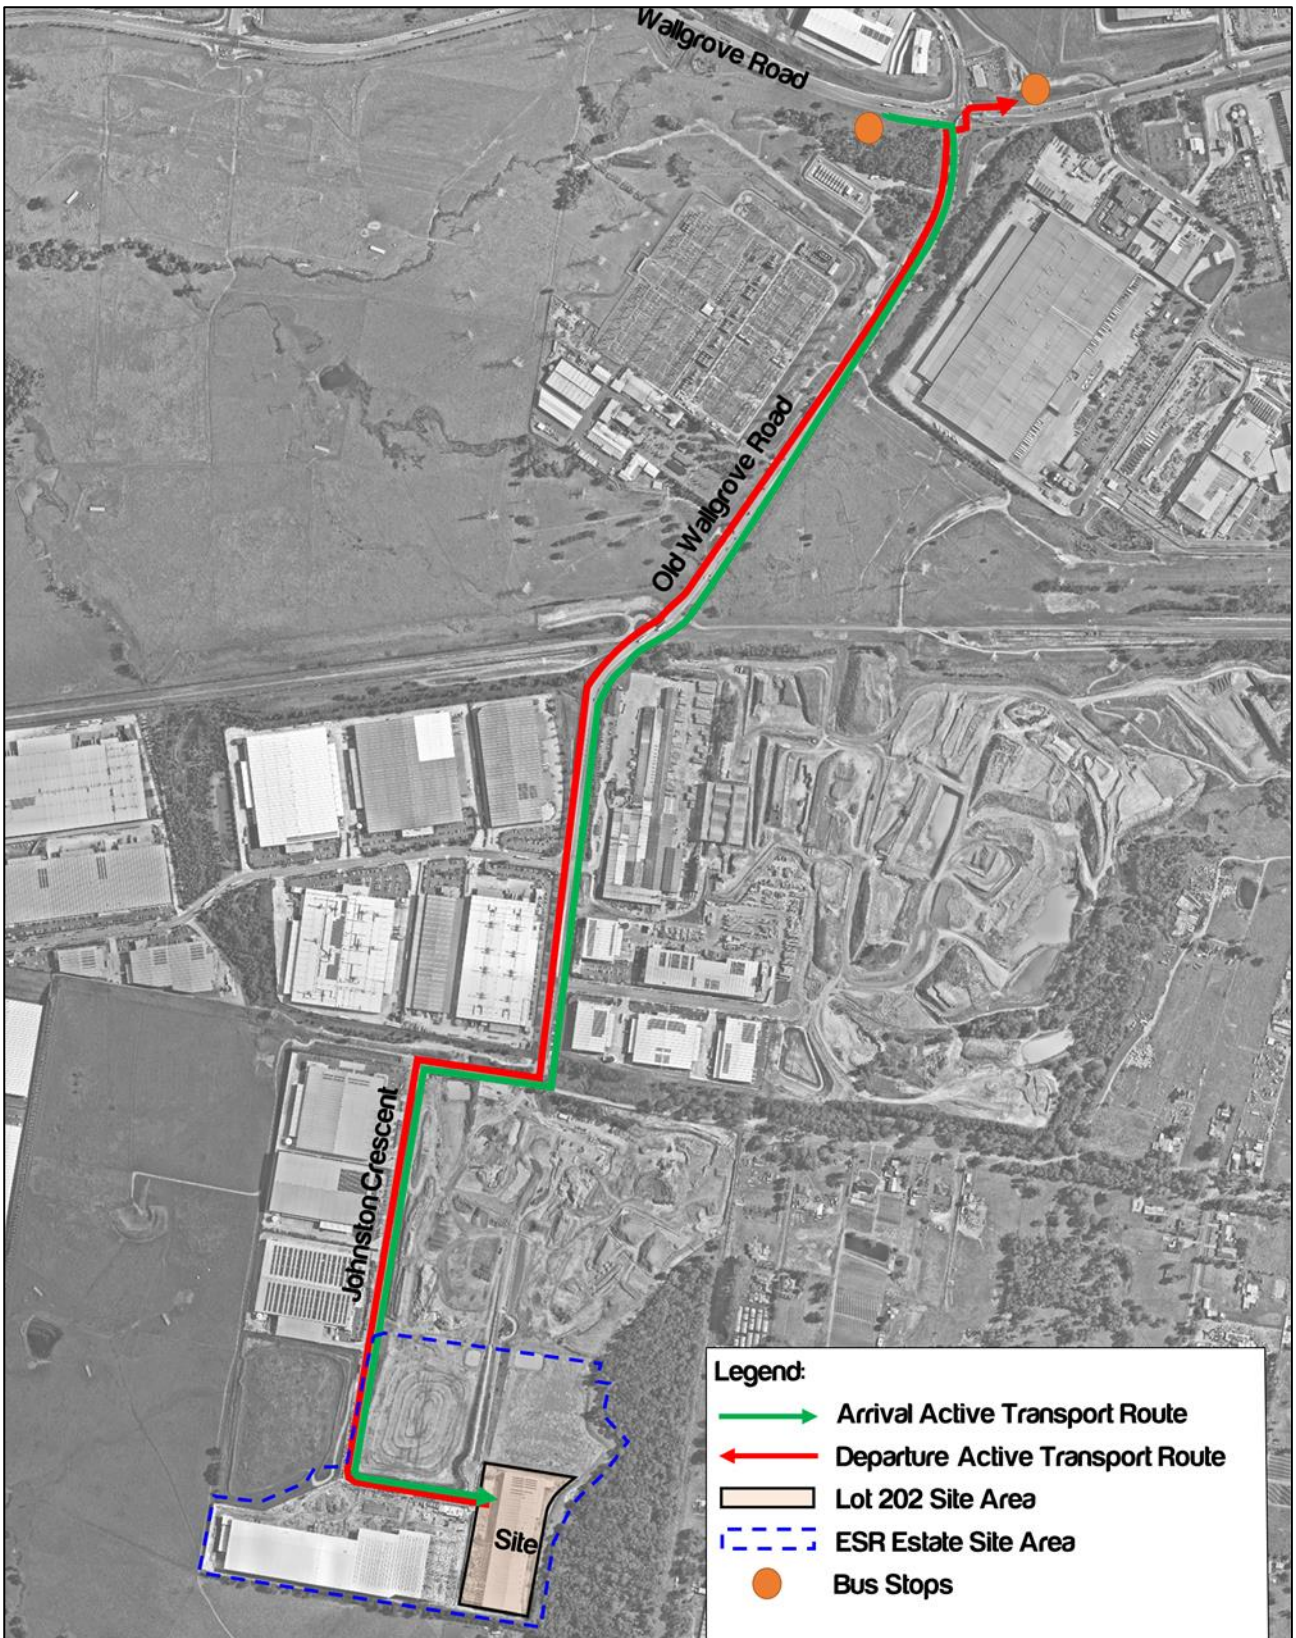 Wallgrove Road
Old Wallgrove Road
Johnston Crescent
Site
Legend:
Arrival Active Transport Route
Departure Active Transport Route
Lot 202 Site Area
ESR Estate Site Area
Bus Stops